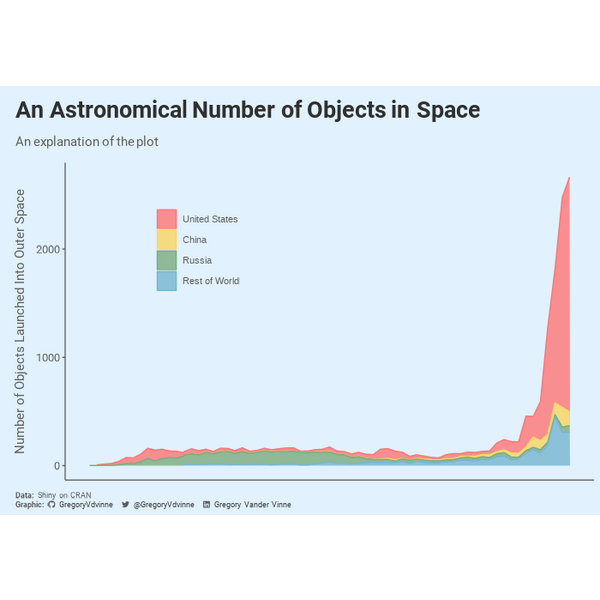 An Astronomical Number of Objects in Space
An explanation of the plot
Number of Objects Launched Into Outer Space
2000
1000
0
United States
China
Russia
Rest of World
Data: Shiny on CRAN
Graphic: GregoryVdvinne @GregoryVdvinne Gregory Vander Vinne